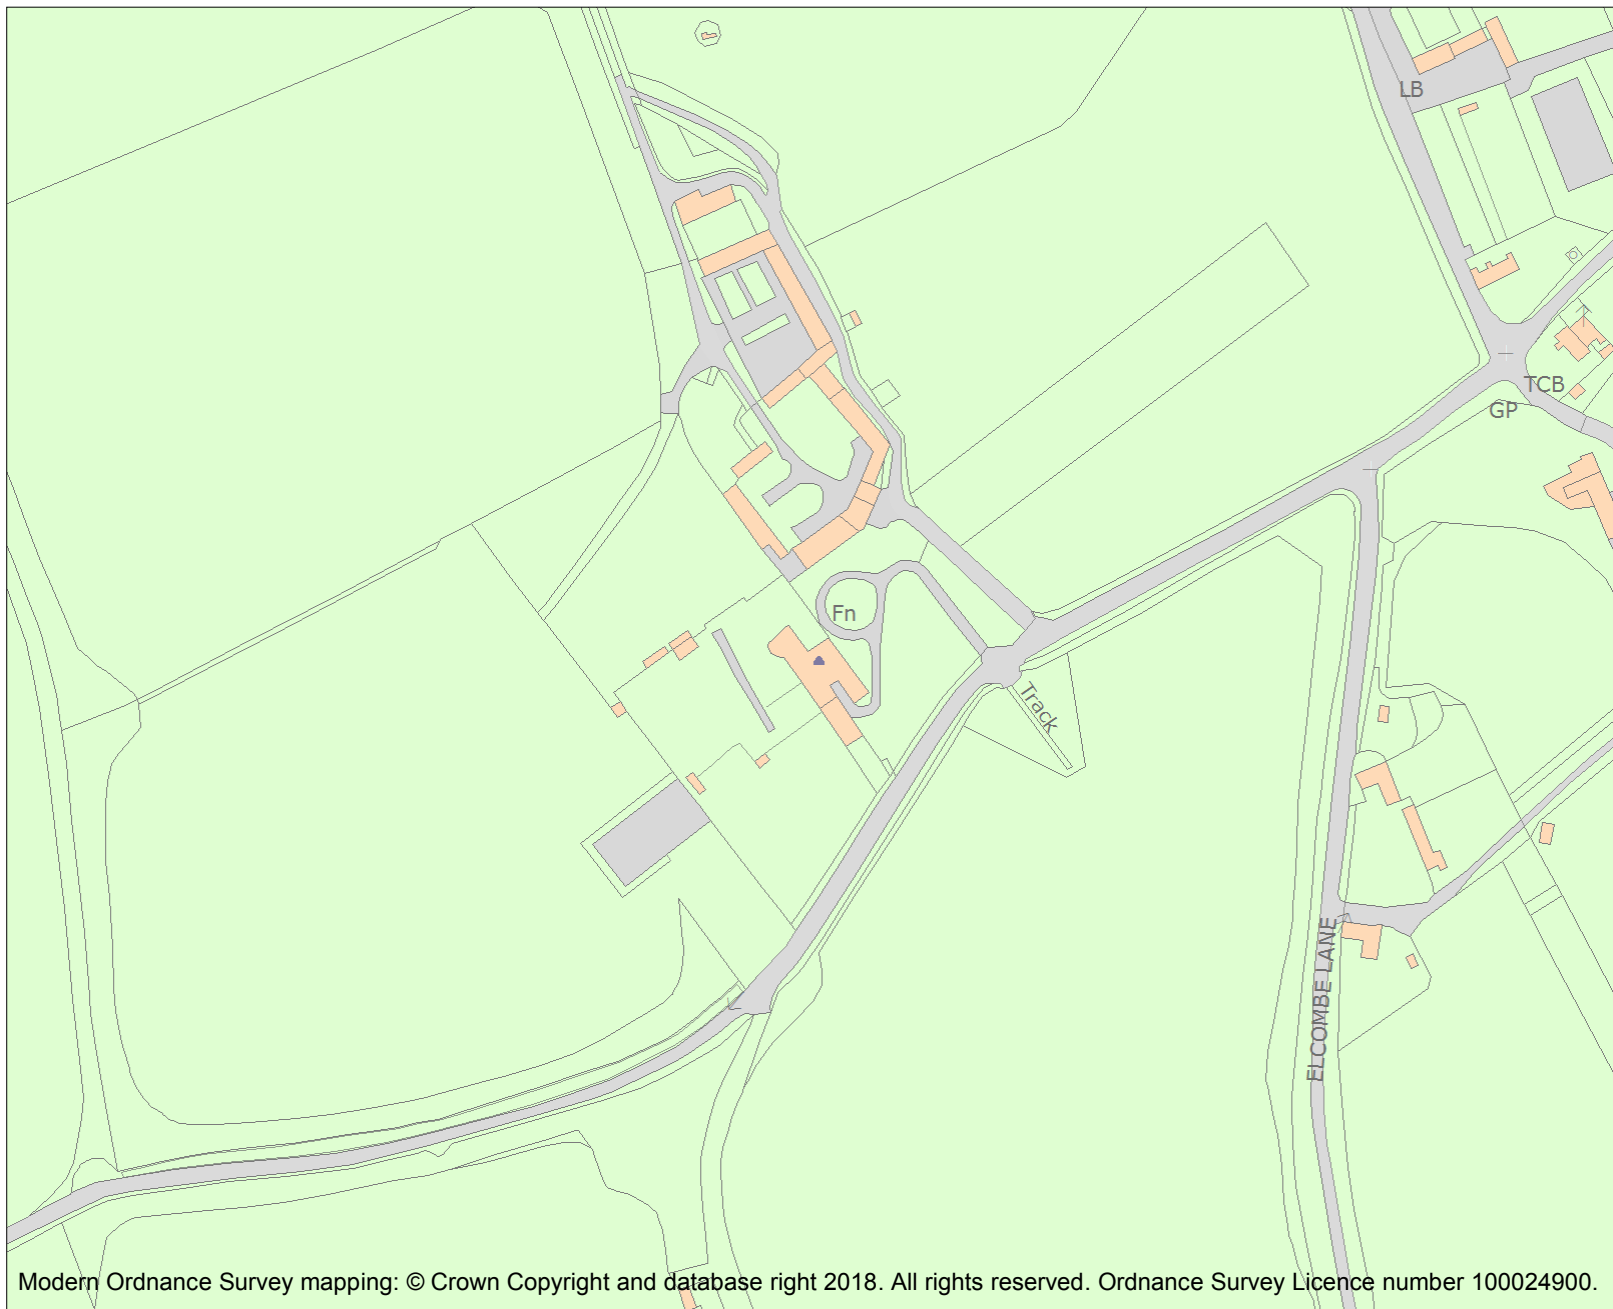 LB
TCB
GP
Fn
Track
ELCOMBE LANE
Modern Ordnance Survey mapping: © Crown Copyright and database right 2018. All rights reserved. Ordnance Survey Licence number 100024900.